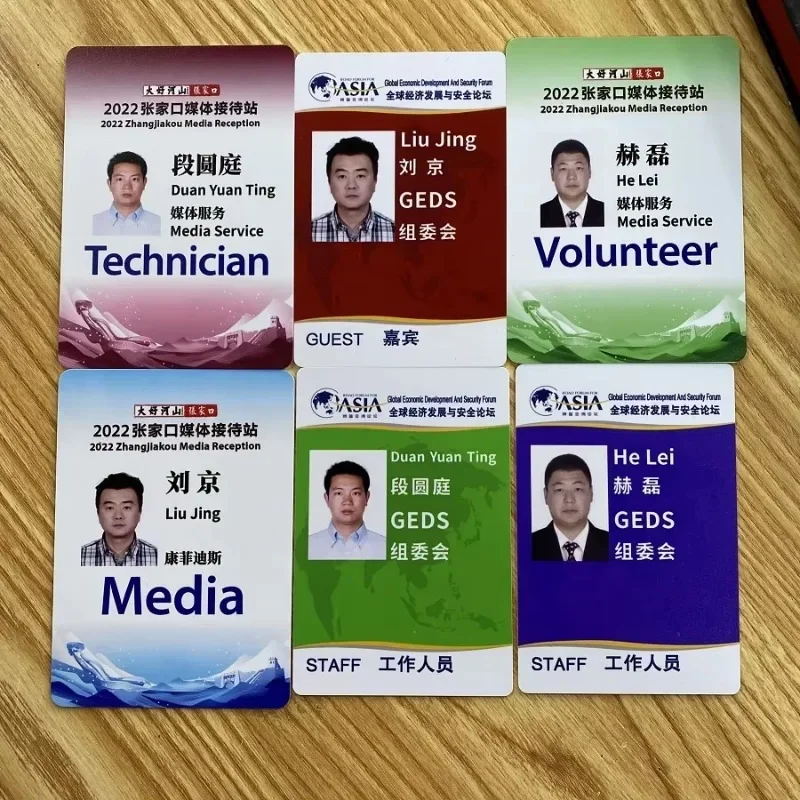 大好河山 張家口
2022张家口媒体接待站
2022 Zhangjiakou Media Reception
段圆庭
Duan Yuan Ting
媒体服务
Media Service
Technician
ASIA
Global Economic Development And Security Forum
全球经济发展与安全论坛
Liu Jing
刘 京
GEDS
组委会
GUEST 嘉宾
大好河山 張家口
2022张家口媒体接待站
2022 Zhangjiakou Media Reception
赫磊
He Lei
媒体服务
Media Service
Volunteer
大好河山 張家口
2022张家口媒体接待站
2022 Zhangjiakou Media Reception
刘京
Liu Jing
康菲迪斯
Media
ASIA
Global Economic Development And Security Forum
全球经济发展与安全论坛
Duan Yuan Ting
段圆庭
GEDS
组委会
STAFF 工作人员
ASIA
Global Economic Development And Security Forum
全球经济发展与安全论坛
He Lei
赫 磊
GEDS
组委会
STAFF 工作人员